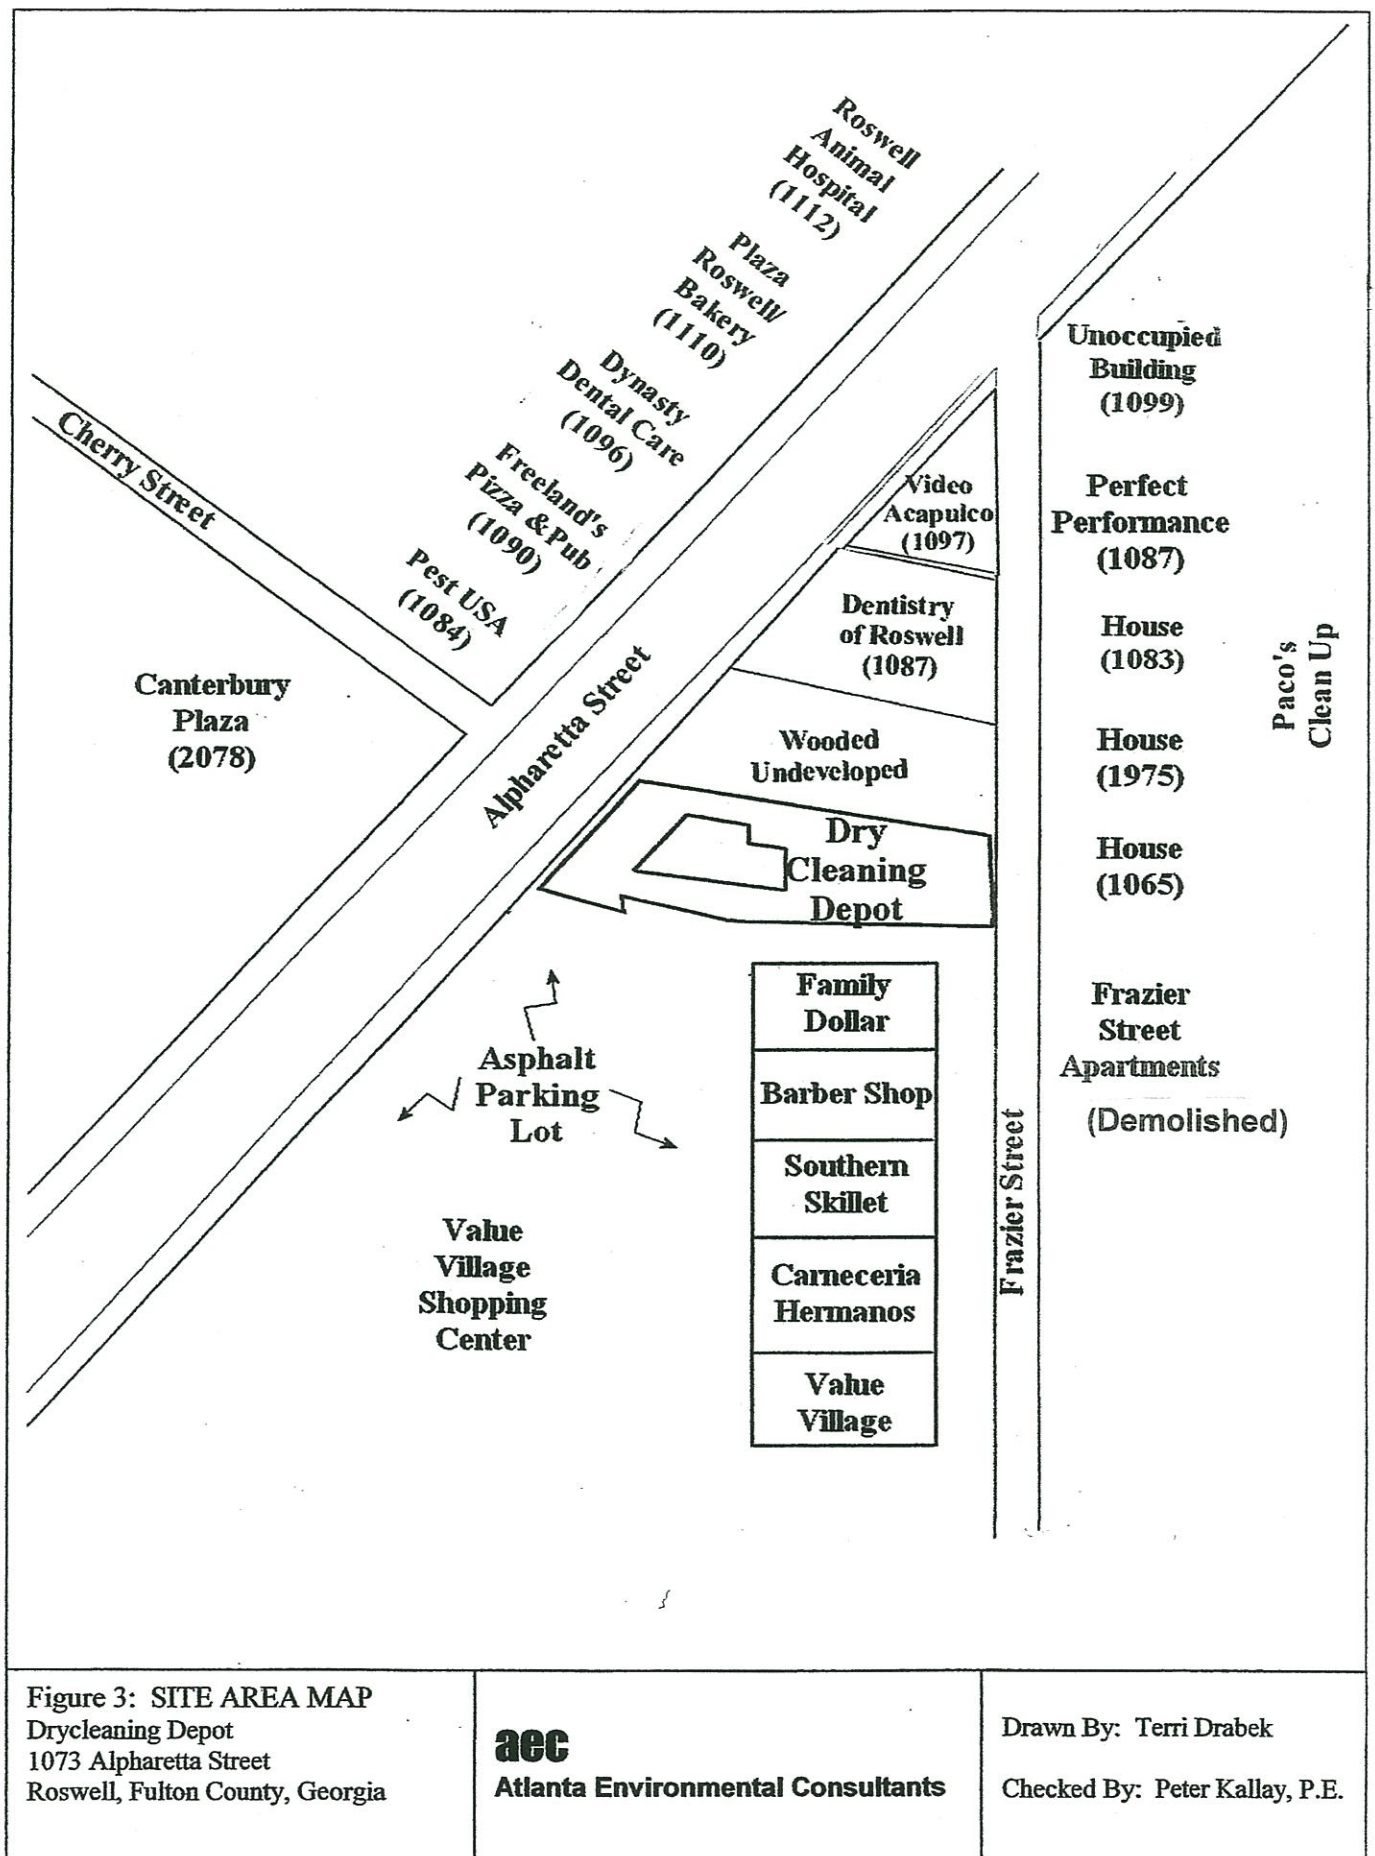 Roswell
Animal
Hospital
(1112)
Plaza
Roswell/
Bakery
(1110)
Dynasty
Dental Care
(1096)
Freeland's
Pizza & Pub
(1090)
Pest USA
(1084)
Cherry Street
Canterbury
Plaza
(2078)
Alpharetta Street
Unoccupied
Building
(1099)
Video
Acapulco
(1097)
Perfect
Performance
(1087)
Dentistry
of Roswell
(1087)
House
(1083)
Paco's
Clean Up
Wooded
Undeveloped
House
(1975)
Dry
Cleaning
Depot
House
(1065)
Family
Dollar
Barber Shop
Southern
Skillet
Carneceria
Hermanos
Value
Village
Frazier
Street
Apartments
(Demolished)
Frazier Street
Asphalt
Parking
Lot
Value
Village
Shopping
Center
Figure 3: SITE AREA MAP
Drycleaning Depot
1073 Alpharetta Street
Roswell, Fulton County, Georgia
aec
Atlanta Environmental Consultants
Drawn By: Terri Drabek
Checked By: Peter Kallay, P.E.